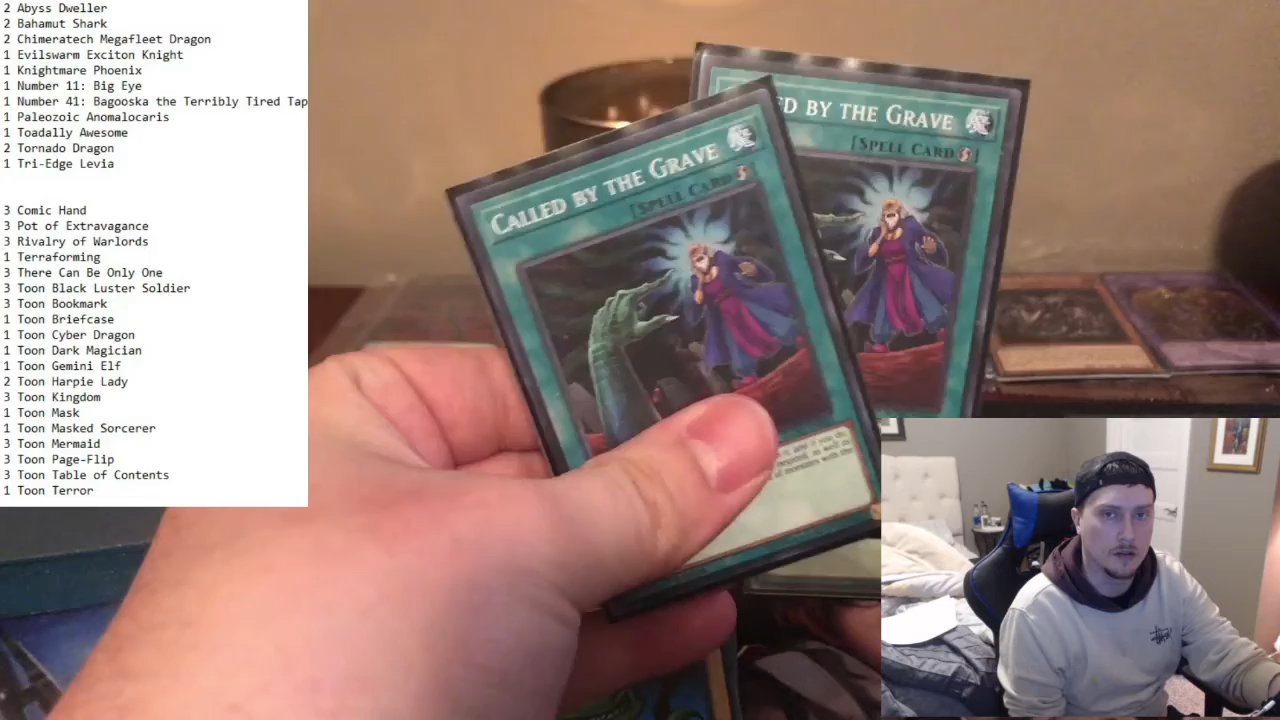 2 Abyss Dweller
2 Bahamut Shark
2 Chimeratech Megafleet Dragon
1 Evilswarm Exciton Knight
1 Knightmare Phoenix
1 Number 11: Big Eye
1 Number 41: Bagooska the Terribly Tired Tap
1 Paleozoic Anomalocaris
1 Toadally Awesome
2 Tornado Dragon
1 Tri-Edge Levia
3 Comic Hand
3 Pot of Extravagance
3 Rivalry of Warlords
1 Terraforming
3 There Can Be Only One
3 Toon Black Luster Soldier
3 Toon Bookmark
1 Toon Briefcase
1 Toon Cyber Dragon
1 Toon Dark Magician
1 Toon Gemini Elf
2 Toon Harpie Lady
3 Toon Kingdom
1 Toon Mask
1 Toon Masked Sorcerer
3 Toon Mermaid
3 Toon Page-Flip
3 Toon Table of Contents
1 Toon Terror
CALLED BY THE GRAVE
[SPELL CARD
BY THE GRAVE
[SPELL CARD ]